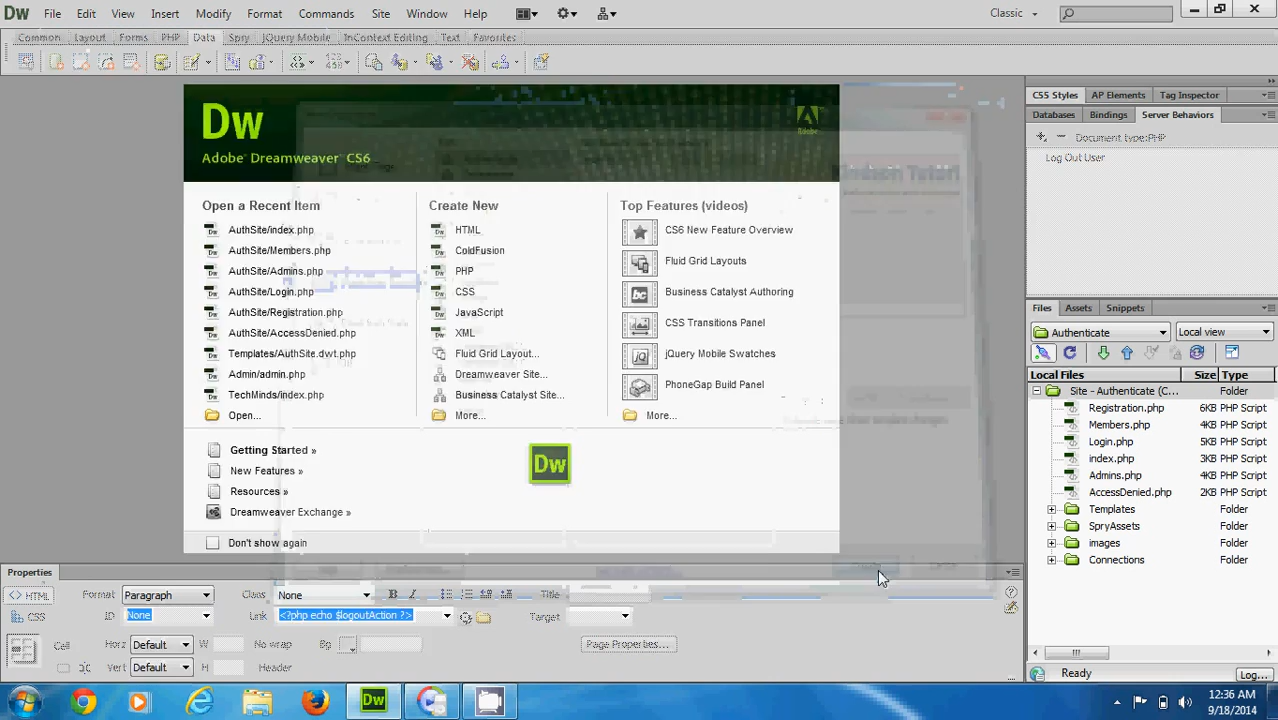 Dw File Edit View Insert Modify Format Commands Site Window Help Classic
Common Layout Forms PHP Data Spry jQuery Mobile InContext Editing Text Favorites
Dw
Adobe Dreamweaver CS6
Open a Recent Item
AuthSite/index.php
AuthSite/Members.php
AuthSite/Admins.php
AuthSite/Login.php
AuthSite/Registration.php
AuthSite/AccessDenied.php
Templates/AuthSite.dwt.php
Admin/admin.php
TechMinds/index.php
Open...
Create New
HTML
ColdFusion
PHP
CSS
JavaScript
XML
Fluid Grid Layout...
Dreamweaver Site...
Business Catalyst Site...
More...
Top Features (videos)
CS6 New Feature Overview
Fluid Grid Layouts
Business Catalyst Authoring
CSS Transitions Panel
jQuery Mobile Swatches
PhoneGap Build Panel
More...
Getting Started »
New Features »
Resources »
Dreamweaver Exchange »
Dw
Don't show again
CSS Styles AP Elements Tag Inspector
Databases Bindings Server Behaviors
Document type:PHP
Log Out User
Files Assets Snippets
Authenticate Local view
Local Files Size Type
Site - Authenticate (C... Folder
Registration.php 6KB PHP Script
Members.php 4KB PHP Script
Login.php 4KB PHP Script
index.php 3KB PHP Script
Admins.php 4KB PHP Script
AccessDenied.php 2KB PHP Script
Templates Folder
SpryAssets Folder
images Folder
Connections Folder
Ready Log...
Properties
HTML Format Paragraph Class None B I Title
CSS ID None Link <?php echo $logoutAction ?> Target
Cell Horz Default W No wrap Bg Page Properties...
Vert Default H Header
Dw
12:36 AM
9/18/2014